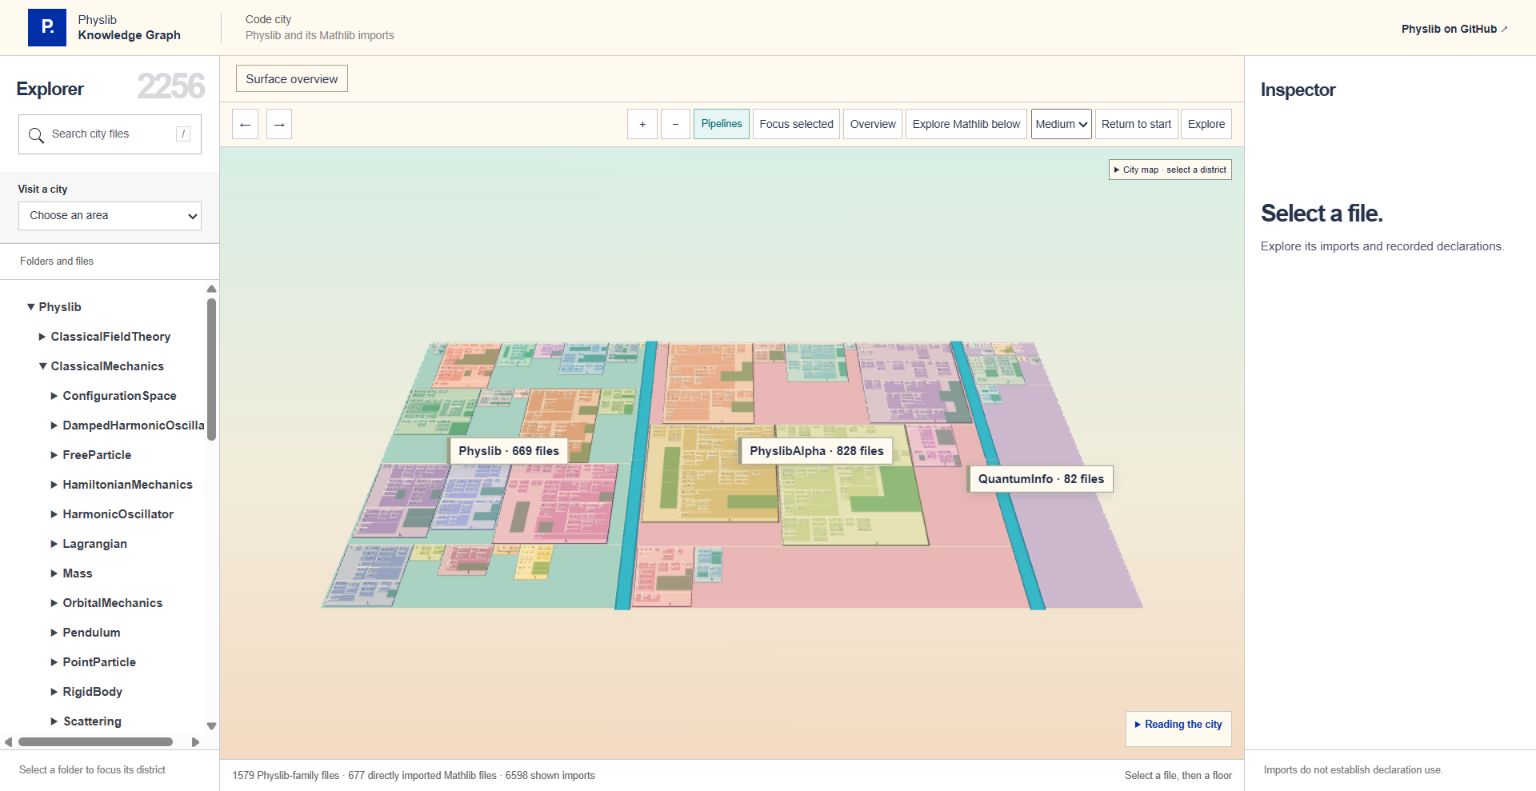 P.
Physlib
Knowledge Graph
Code city
Physlib and its Mathlib imports
Physlib on GitHub ↗
Explorer
2256
Search city files
/
Visit a city
Choose an area
Folders and files
▼ Physlib
▶ ClassicalFieldTheory
▼ ClassicalMechanics
▶ ConfigurationSpace
▶ DampedHarmonicOscilla
▶ FreeParticle
▶ HamiltonianMechanics
▶ HarmonicOscillator
▶ Lagrangian
▶ Mass
▶ OrbitalMechanics
▶ Pendulum
▶ PointParticle
▶ RigidBody
▶ Scattering
Select a folder to focus its district
Surface overview
← → + − Pipelines Focus selected Overview Explore Mathlib below Medium Return to start Explore
▶ City map · select a district
Physlib · 669 files
PhyslibAlpha · 828 files
QuantumInfo · 82 files
▶ Reading the city
1579 Physlib-family files · 677 directly imported Mathlib files · 6598 shown imports
Select a file, then a floor
Inspector
Select a file.
Explore its imports and recorded declarations.
Imports do not establish declaration use.